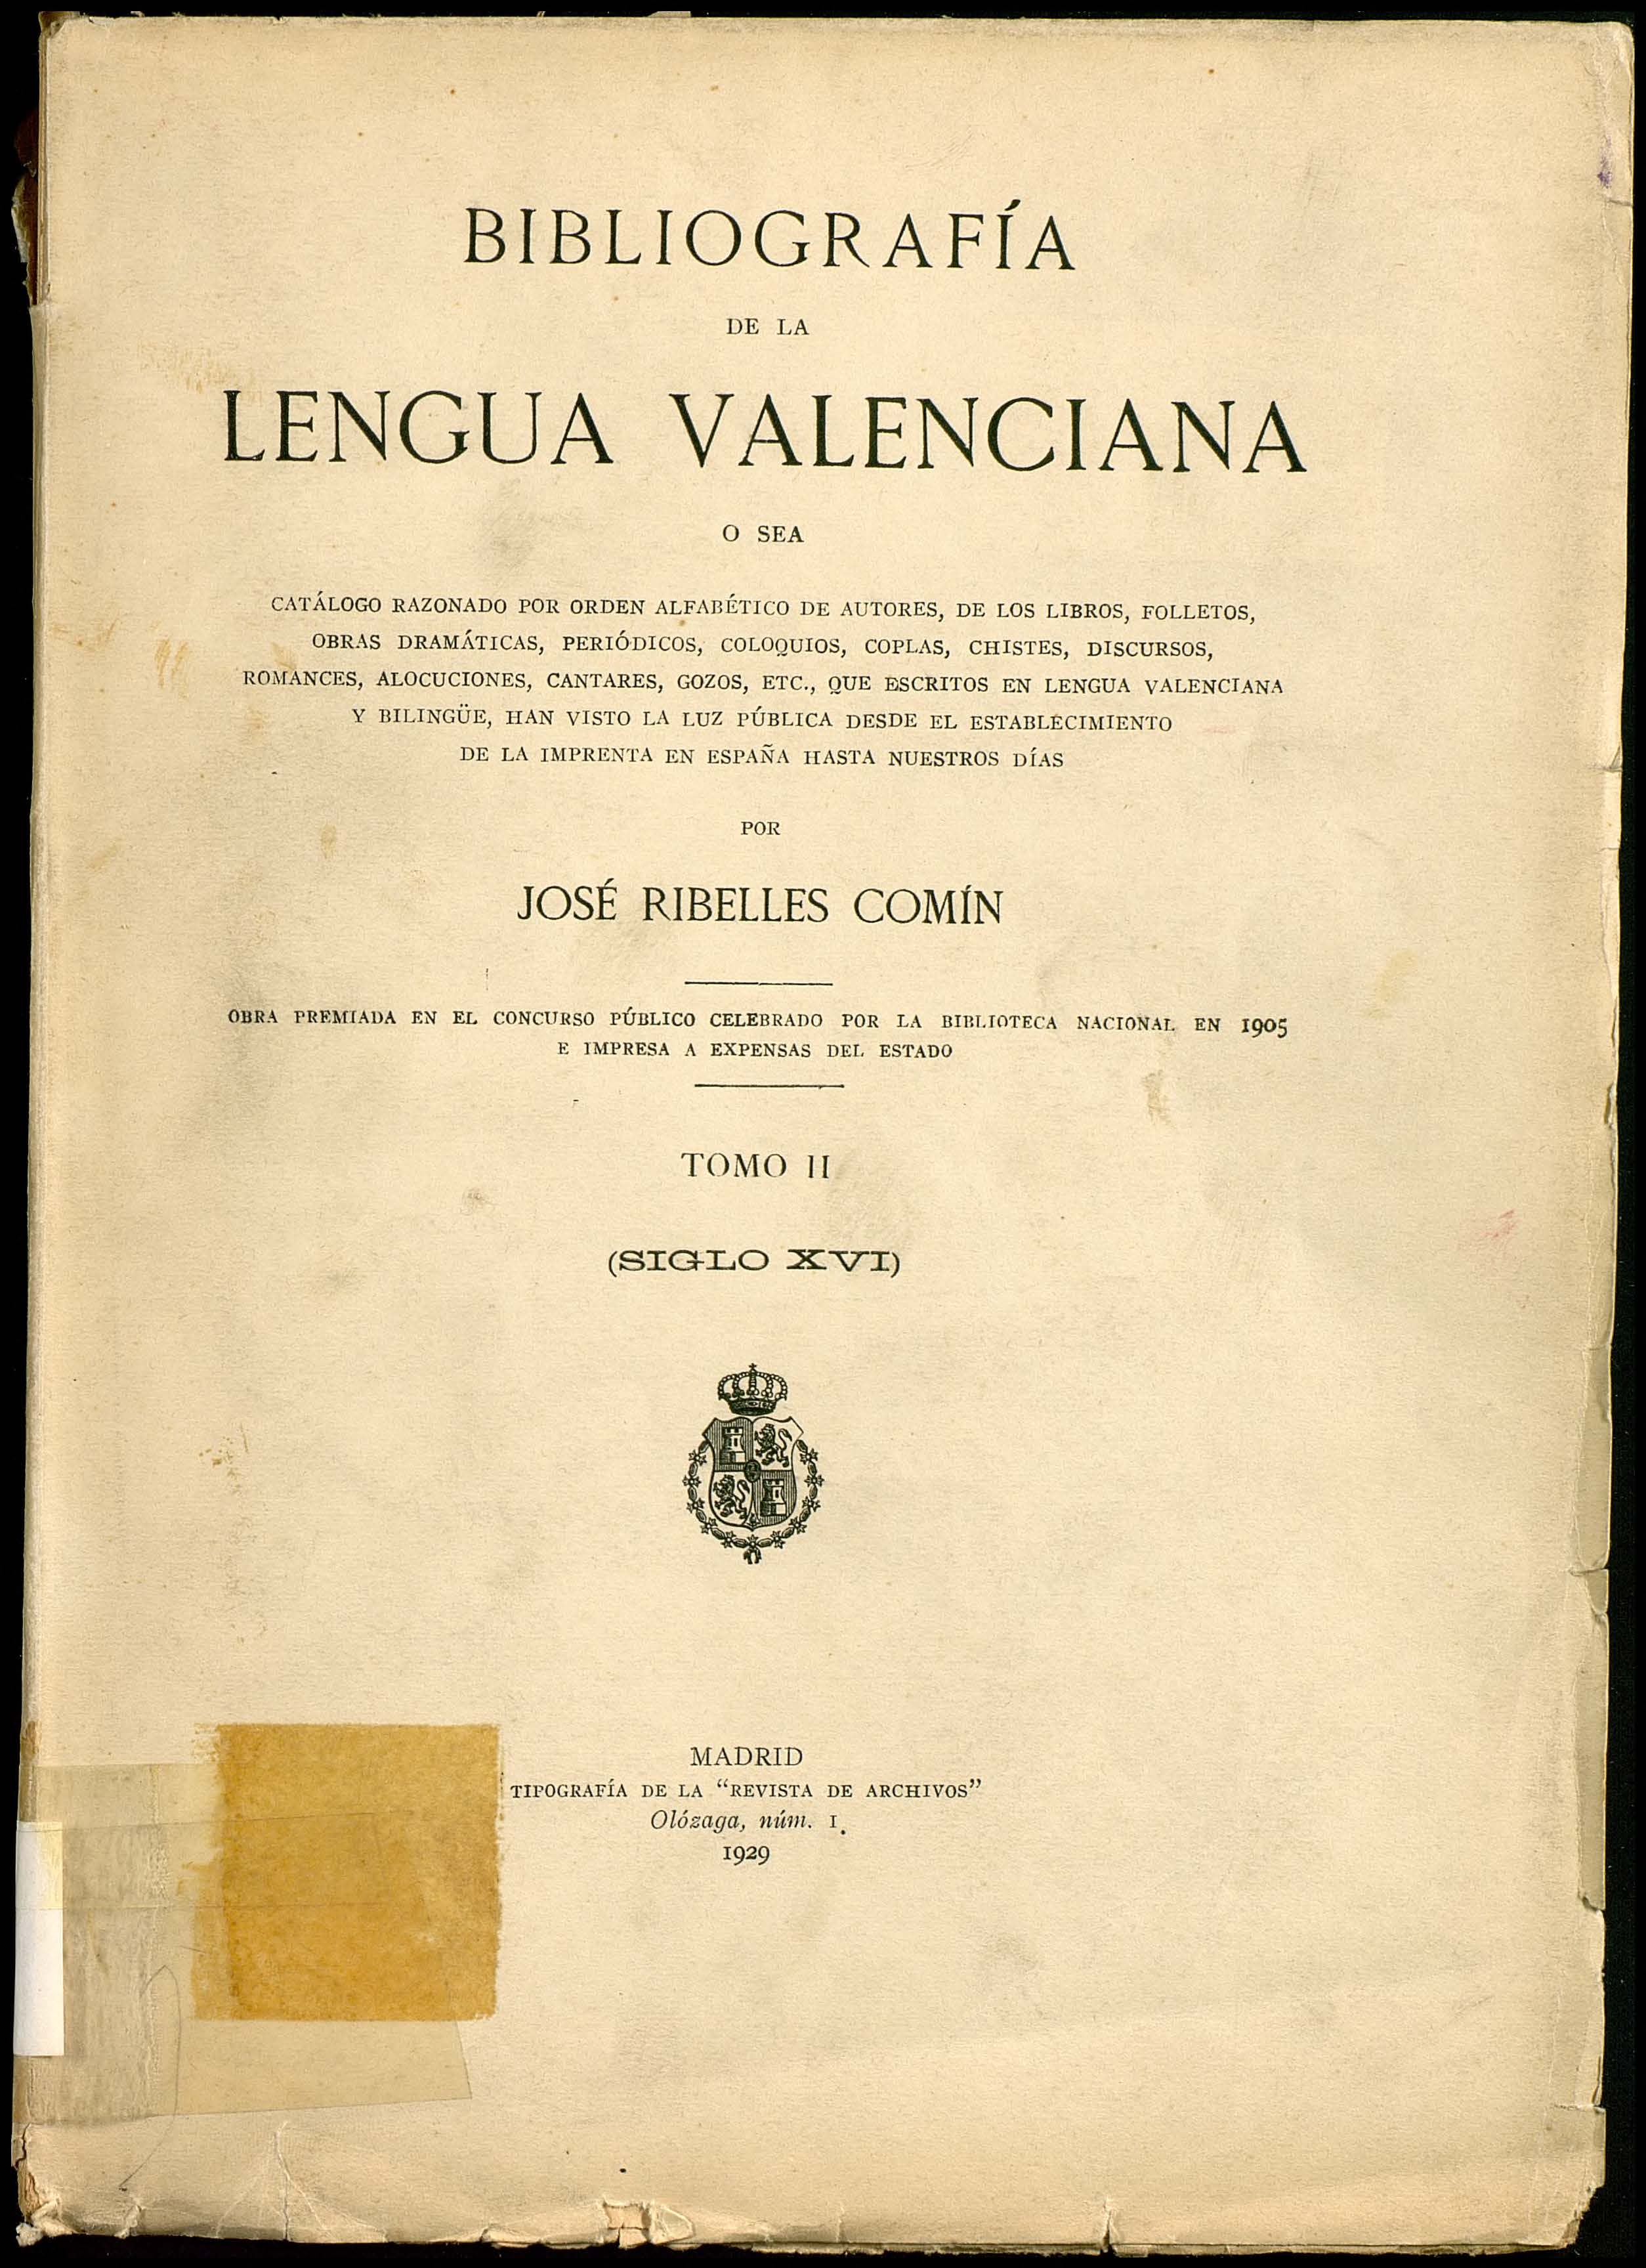 BIBLIOGRAFÍA
DE LA
LENGUA VALENCIANA
O SEA
CATÁLOGO RAZONADO POR ORDEN ALFABÉTICO DE AUTORES, DE LOS LIBROS, FOLLETOS,
OBRAS DRAMÁTICAS, PERIÓDICOS, COLOQUIOS, COPLAS, CHISTES, DISCURSOS,
ROMANCES, ALOCUCIONES, CANTARES, GOZOS, ETC., QUE ESCRITOS EN LENGUA VALENCIANA
Y BILINGÜE, HAN VISTO LA LUZ PÚBLICA DESDE EL ESTABLECIMIENTO
DE LA IMPRENTA EN ESPAÑA HASTA NUESTROS DÍAS
POR
JOSÉ RIBELLES COMÍN
OBRA PREMIADA EN EL CONCURSO PÚBLICO CELEBRADO POR LA BIBLIOTECA NACIONAL EN 1905
E IMPRESA A EXPENSAS DEL ESTADO
TOMO II
(SIGLO XVI)
MADRID
TIPOGRAFÍA DE LA “REVISTA DE ARCHIVOS”
Olózaga, núm. 1.
1929